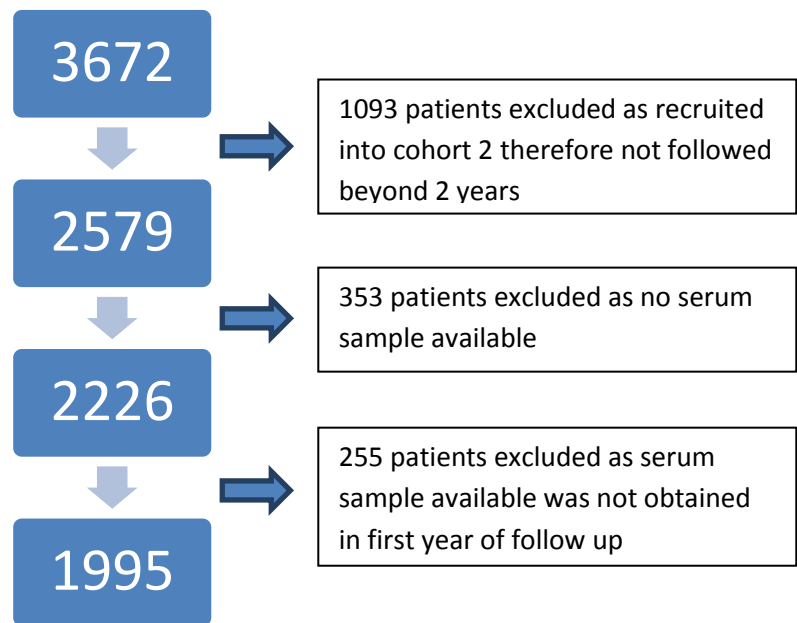 3672
1093 patients excluded as recruited
into cohort 2 therefore not followed
beyond 2 years
2579
353 patients excluded as no serum
sample available
2226
255 patients excluded as serum
sample available was not obtained
in first year of follow up
1995